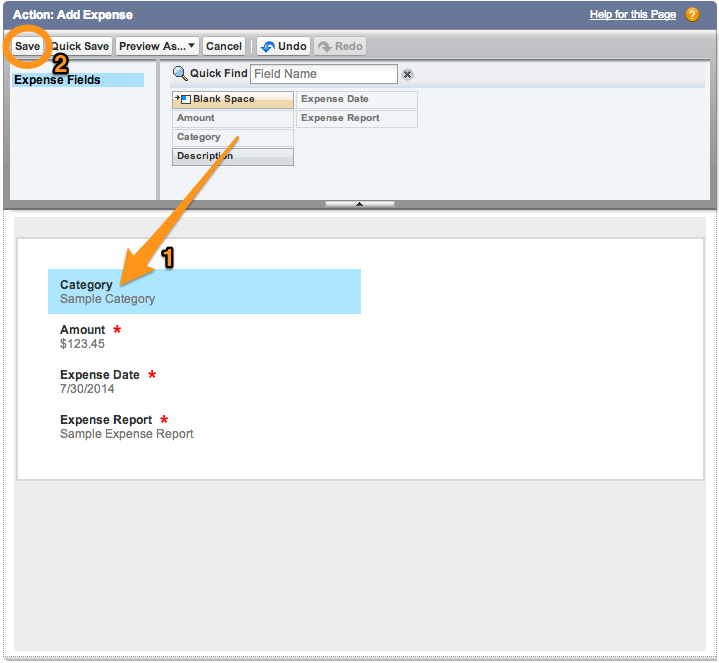 Action: Add Expense Help for this Page ?
Save Quick Save Preview As... Cancel Undo Redo
2
Expense Fields
Quick Find Field Name
Blank Space Expense Date
Amount Expense Report
Category
Description
1
Category
Sample Category
Amount *
$123.45
Expense Date *
7/30/2014
Expense Report *
Sample Expense Report